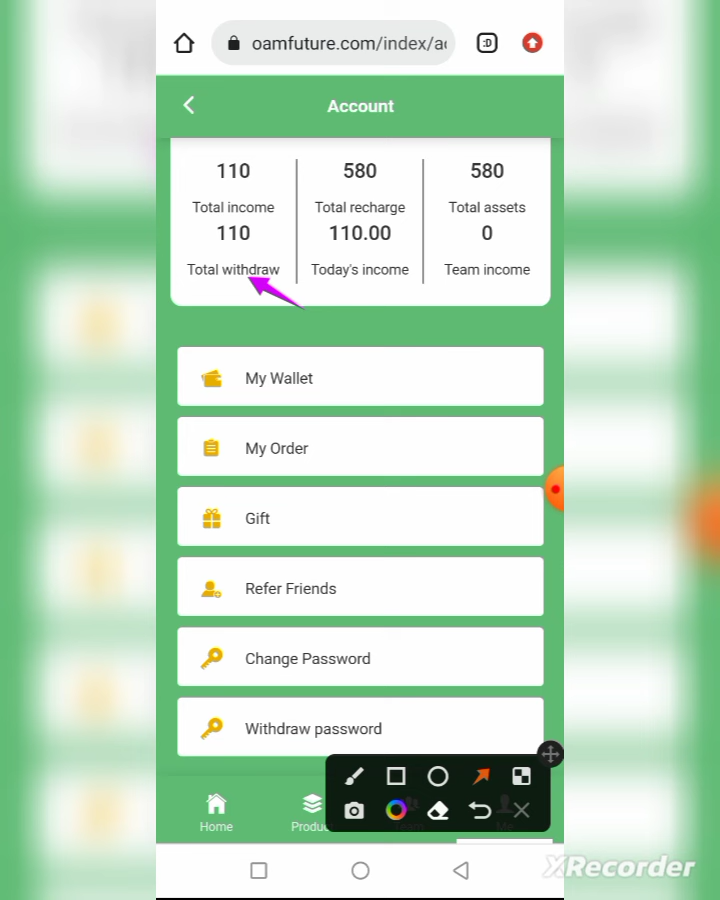 oamfuture.com/index/a
:D
Account
110 580 580
Total income Total recharge Total assets
110 110.00 0
Total withdraw Today's income Team income
My Wallet
My Order
Gift
Refer Friends
Change Password
Withdraw password
Home Produc
XRecorder